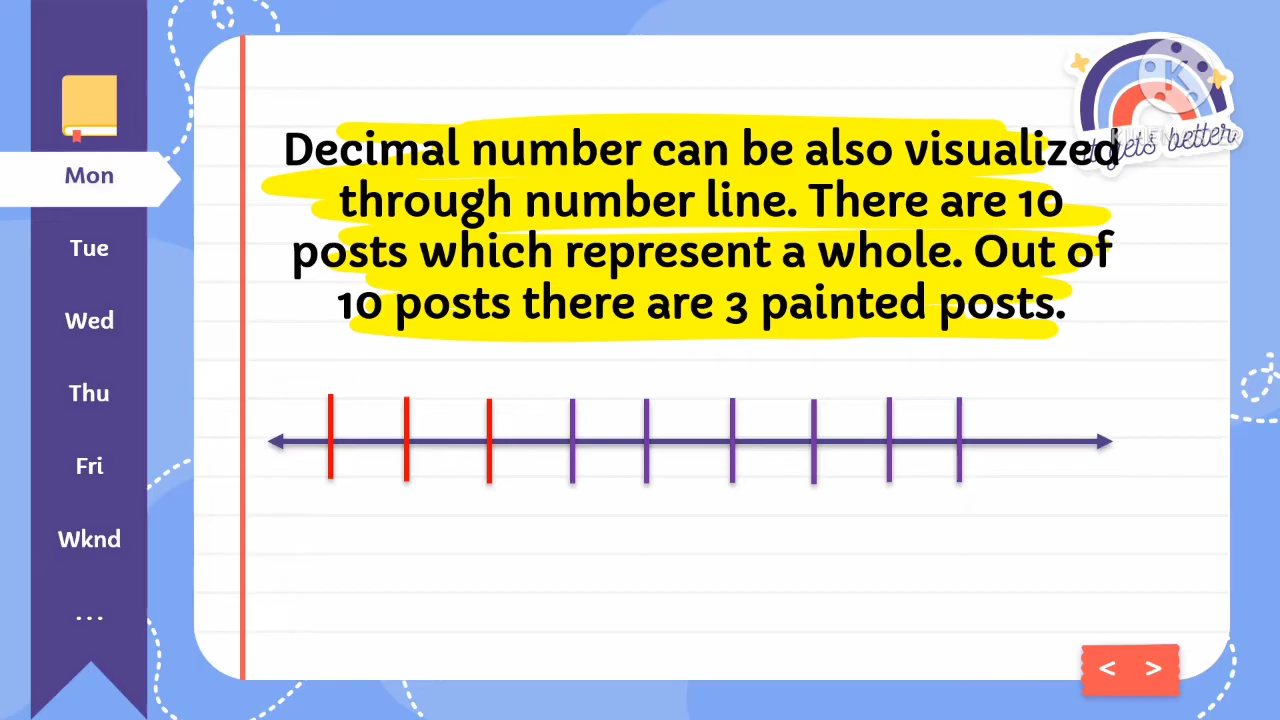 Mon
Tue
Wed
Thu
Fri
Wknd
...
Decimal number can be also visualized
through number line. There are 10
posts which represent a whole. Out of
10 posts there are 3 painted posts.
K
it gets better
< >